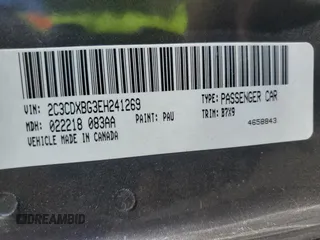 VIN: 2C3CDXBG3EH241269
TYPE: PASSENGER CAR
MDH: 022218 083AA
PAINT: PAU
TRIM: B7X9
VEHICLE MADE IN CANADA
4658843
DREAMBID